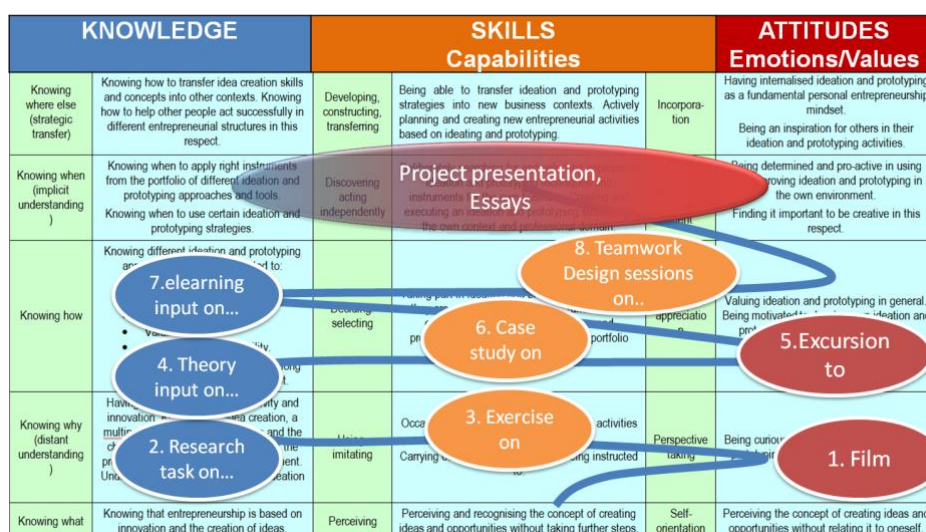 KNOWLEDGE
SKILLS
Capabilities
ATTITUDES
Emotions/Values
Knowing
where else
(strategic
transfer)
Knowing how to transfer idea creation skills
and concepts into other contexts. Knowing
how to help other people act successfully in
different entrepreneurial structures in this
respect.
Developing,
constructing,
transferring
Being able to transfer ideation and prototyping
strategies into new business contexts. Actively
planning and creating new entrepreneurial activities
based on ideating and prototyping.
Incorpora-
tion
Having internalised ideation and prototyping
as a fundamental personal entrepreneurship
mindset.
Being an inspiration for others in their
ideation and prototyping activities.
Knowing when
(implicit
understanding
)
Knowing when to apply right instruments
from the portfolio of different ideation and
prototyping approaches and tools.
Knowing when to use certain ideation and
prototyping strategies.
Discovering
acting
independently
Project presentation,
Essays
Being determined and pro-active in using
ideation and prototyping in
the own environment.
Finding it important to be creative in this
respect.
Knowing how
Knowing different ideation and prototyping
7.elearning
input on...
4. Theory
input on...
selecting
8. Teamwork
Design sessions
on..
6. Case
study on
portfolio
Valuing ideation and prototyping in general.
Being motivated
ideation and
5.Excursion
to
Knowing why
(distant
understanding
)
innovation.
idea creation, a
2. Research
task on...
imitating
3. Exercise
on
activities
Carrying
instructed
Perspective
taking
Being
1. Film
Knowing what
Knowing that entrepreneurship is based on
innovation and the creation of ideas.
Perceiving
Perceiving and recognising the concept of creating
ideas and opportunities without taking further steps.
Self-
orientation
Perceiving the concept of creating ideas and
opportunities without relating it to oneself.